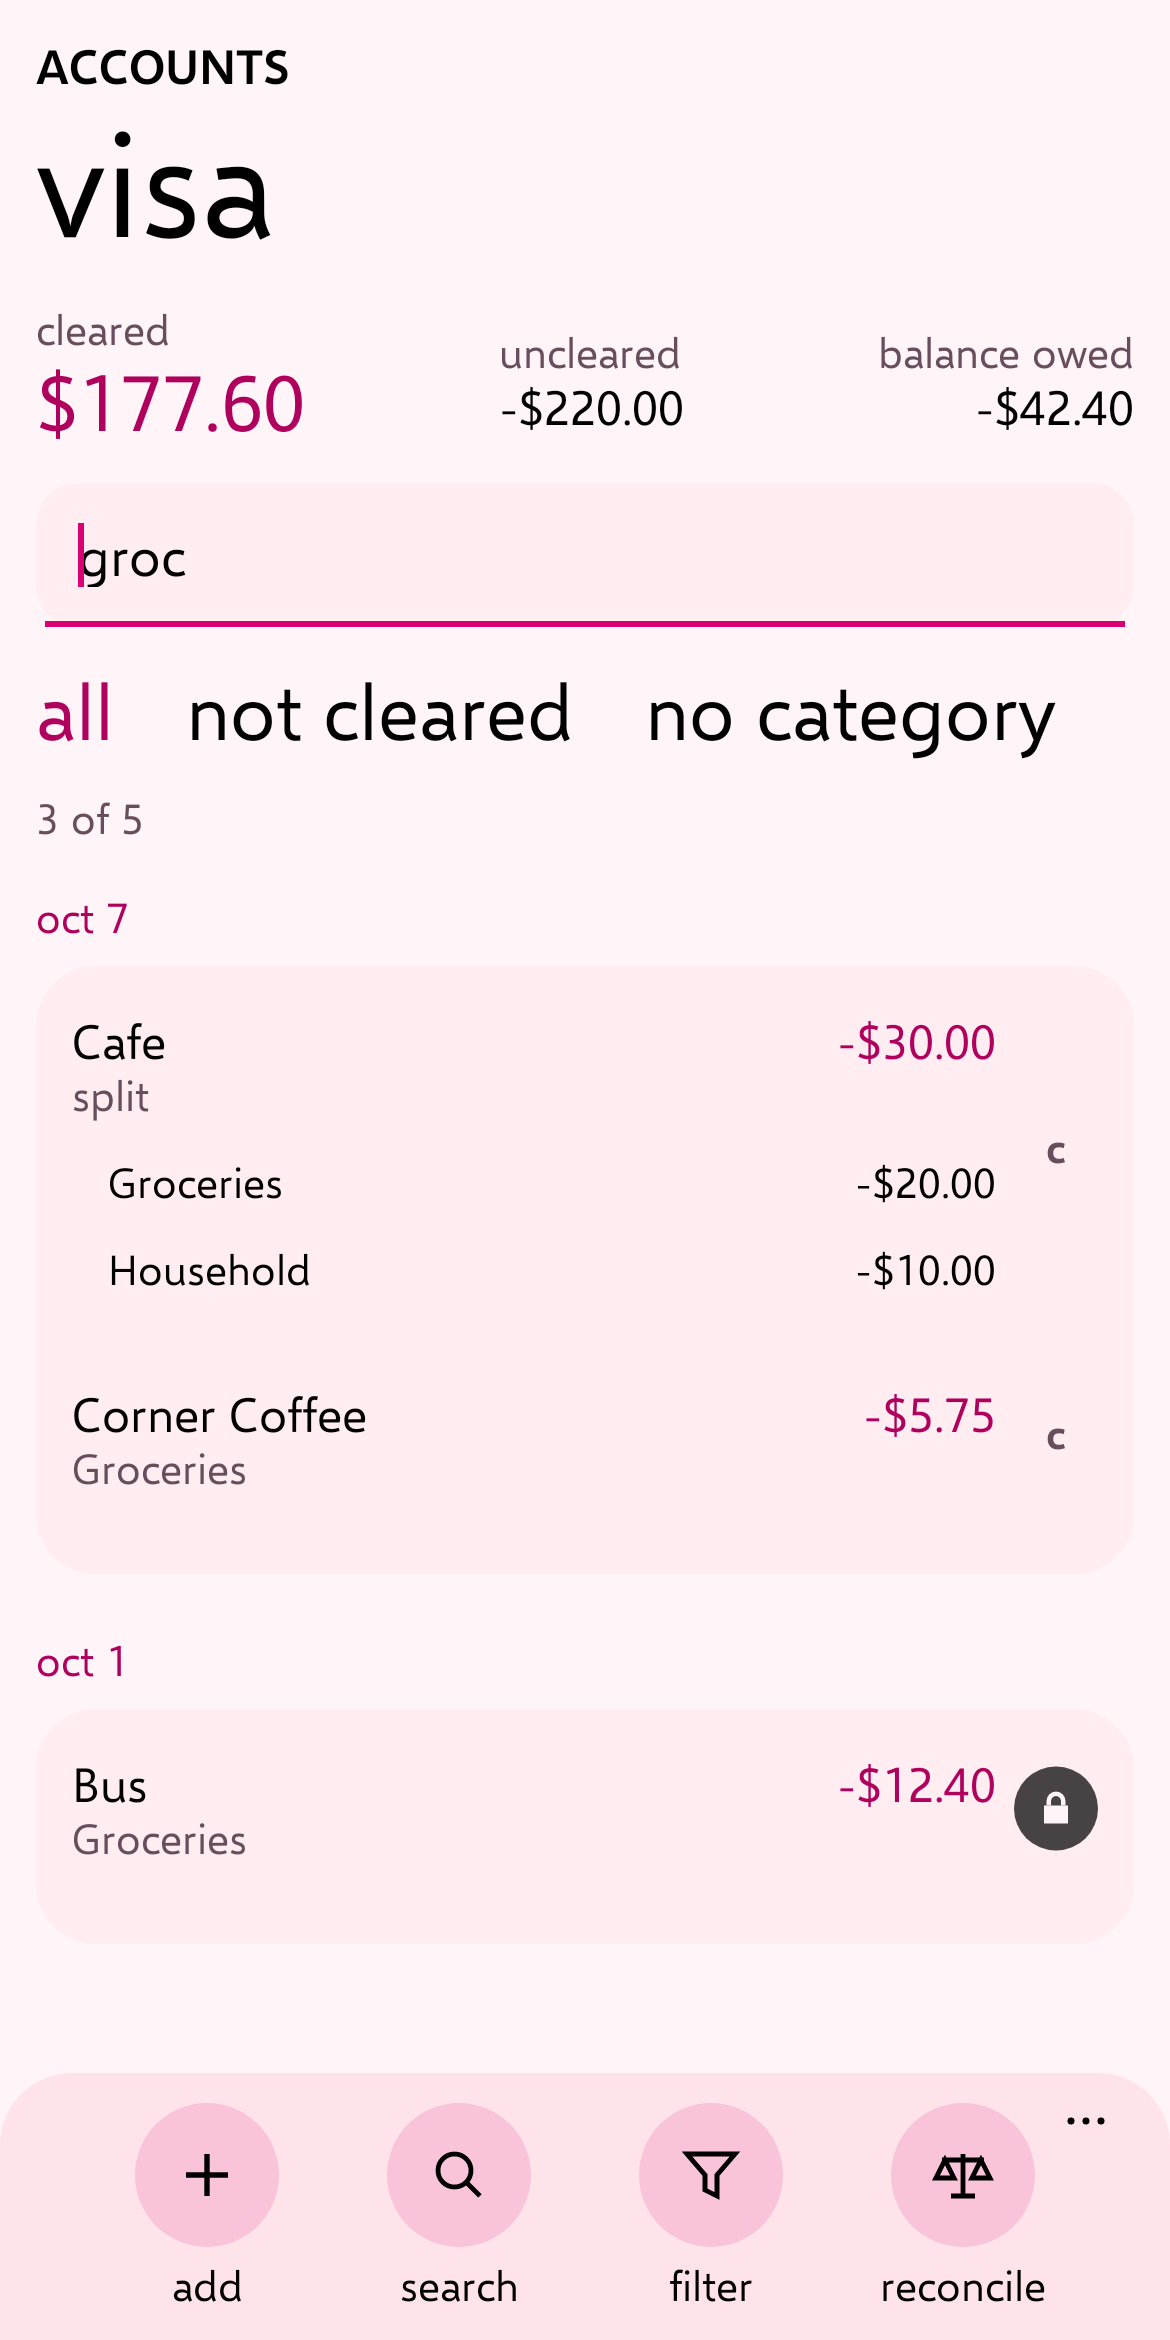 ACCOUNTS
visa
cleared
$177.60
uncleared
-$220.00
balance owed
-$42.40
groc
all not cleared no category
3 of 5
oct 7
Cafe -$30.00
split
c
Groceries -$20.00
Household -$10.00
Corner Coffee -$5.75
c
Groceries
oct 1
Bus -$12.40
Groceries
...
add search filter reconcile